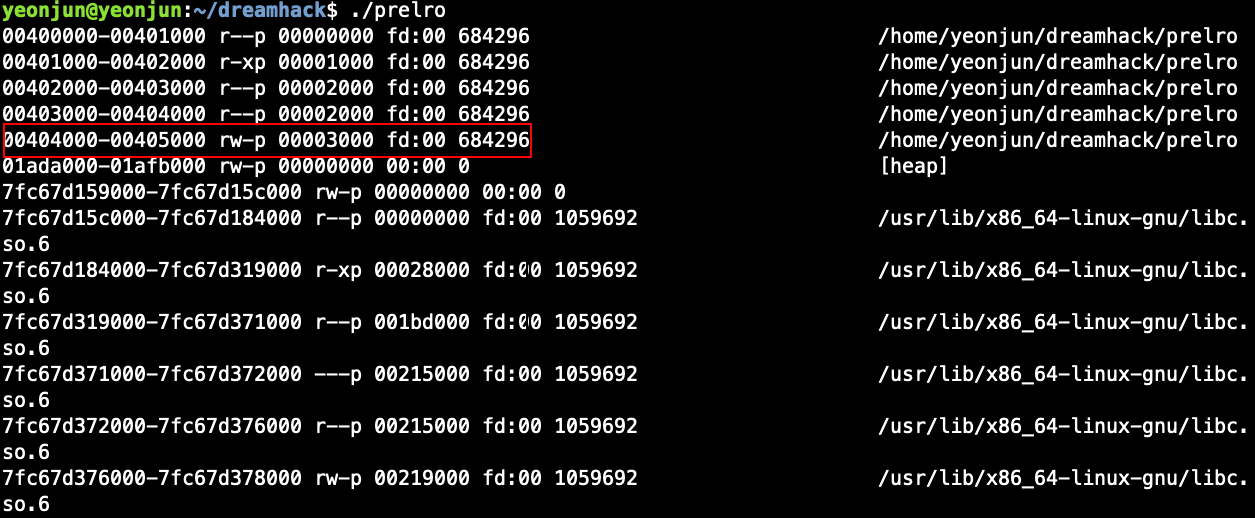 yeonjun@yeonjun:~/dreamhack$ ./prelro
00400000-00401000 r--p 00000000 fd:00 684296 /home/yeonjun/dreamhack/prelro
00401000-00402000 r-xp 00001000 fd:00 684296 /home/yeonjun/dreamhack/prelro
00402000-00403000 r--p 00002000 fd:00 684296 /home/yeonjun/dreamhack/prelro
00403000-00404000 r--p 00002000 fd:00 684296 /home/yeonjun/dreamhack/prelro
00404000-00405000 rw-p 00003000 fd:00 684296 /home/yeonjun/dreamhack/prelro
01ada000-01afb000 rw-p 00000000 00:00 0 [heap]
7fc67d159000-7fc67d15c000 rw-p 00000000 00:00 0
7fc67d15c000-7fc67d184000 r--p 00000000 fd:00 1059692 /usr/lib/x86_64-linux-gnu/libc.
so.6
7fc67d184000-7fc67d319000 r-xp 00028000 fd:00 1059692 /usr/lib/x86_64-linux-gnu/libc.
so.6
7fc67d319000-7fc67d371000 r--p 001bd000 fd:00 1059692 /usr/lib/x86_64-linux-gnu/libc.
so.6
7fc67d371000-7fc67d372000 ---p 00215000 fd:00 1059692 /usr/lib/x86_64-linux-gnu/libc.
so.6
7fc67d372000-7fc67d376000 r--p 00215000 fd:00 1059692 /usr/lib/x86_64-linux-gnu/libc.
so.6
7fc67d376000-7fc67d378000 rw-p 00219000 fd:00 1059692 /usr/lib/x86_64-linux-gnu/libc.
so.6